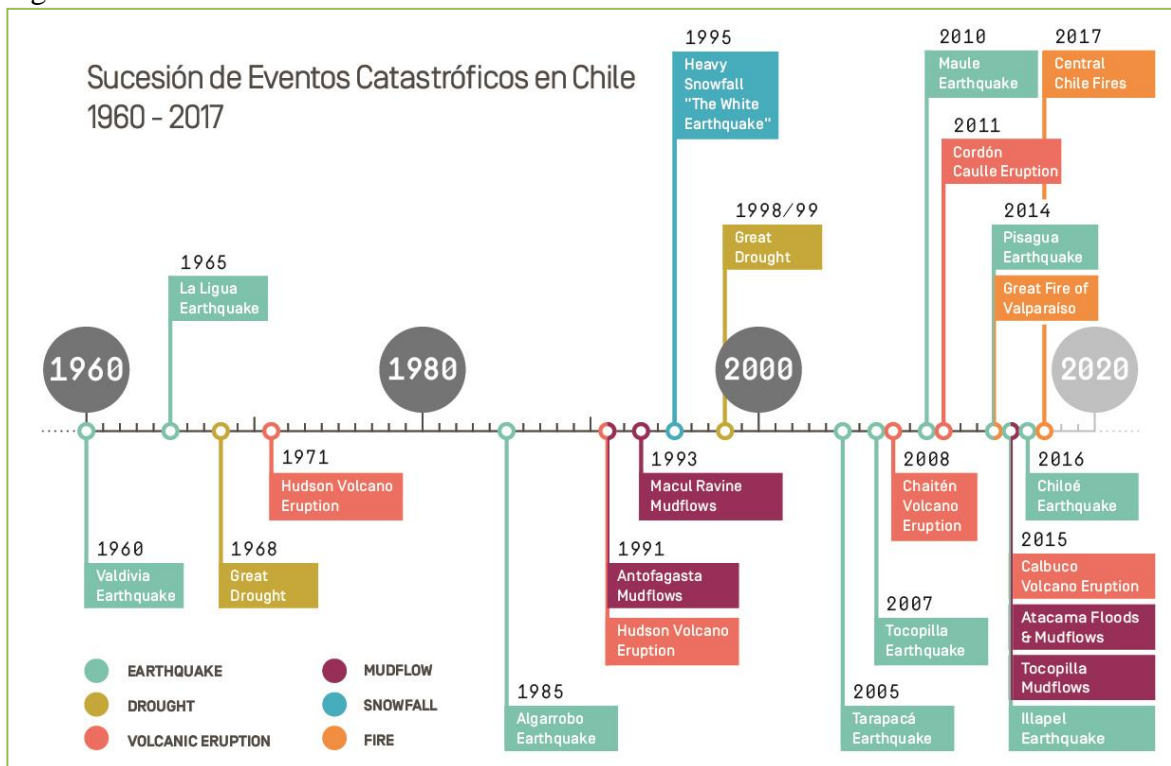 Sucesión de Eventos Catastróficos en Chile
1960 - 2017
1995
Heavy
Snowfall
"The White
Earthquake"
2010
Maule
Earthquake
2017
Central
Chile Fires
2011
Cordón
Caulle Eruption
1998/99
Great
Drought
2014
Pisagua
Earthquake
Great Fire of
Valparaíso
1965
La Ligua
Earthquake
1960
1980
2000
2020
1971
Hudson Volcano
Eruption
1993
Macul Ravine
Mudflows
2008
Chaitén
Volcano
Eruption
2016
Chiloé
Earthquake
1960
Valdivia
Earthquake
1968
Great
Drought
1991
Antofagasta
Mudflows
Hudson Volcano
Eruption
2007
Tocopilla
Earthquake
2015
Calbuco
Volcano Eruption
Atacama Floods
& Mudflows
Tocopilla
Mudflows
Illapel
Earthquake
1985
Algarrobo
Earthquake
2005
Tarapacá
Earthquake
EARTHQUAKE
DROUGHT
VOLCANIC ERUPTION
MUDFLOW
SNOWFALL
FIRE